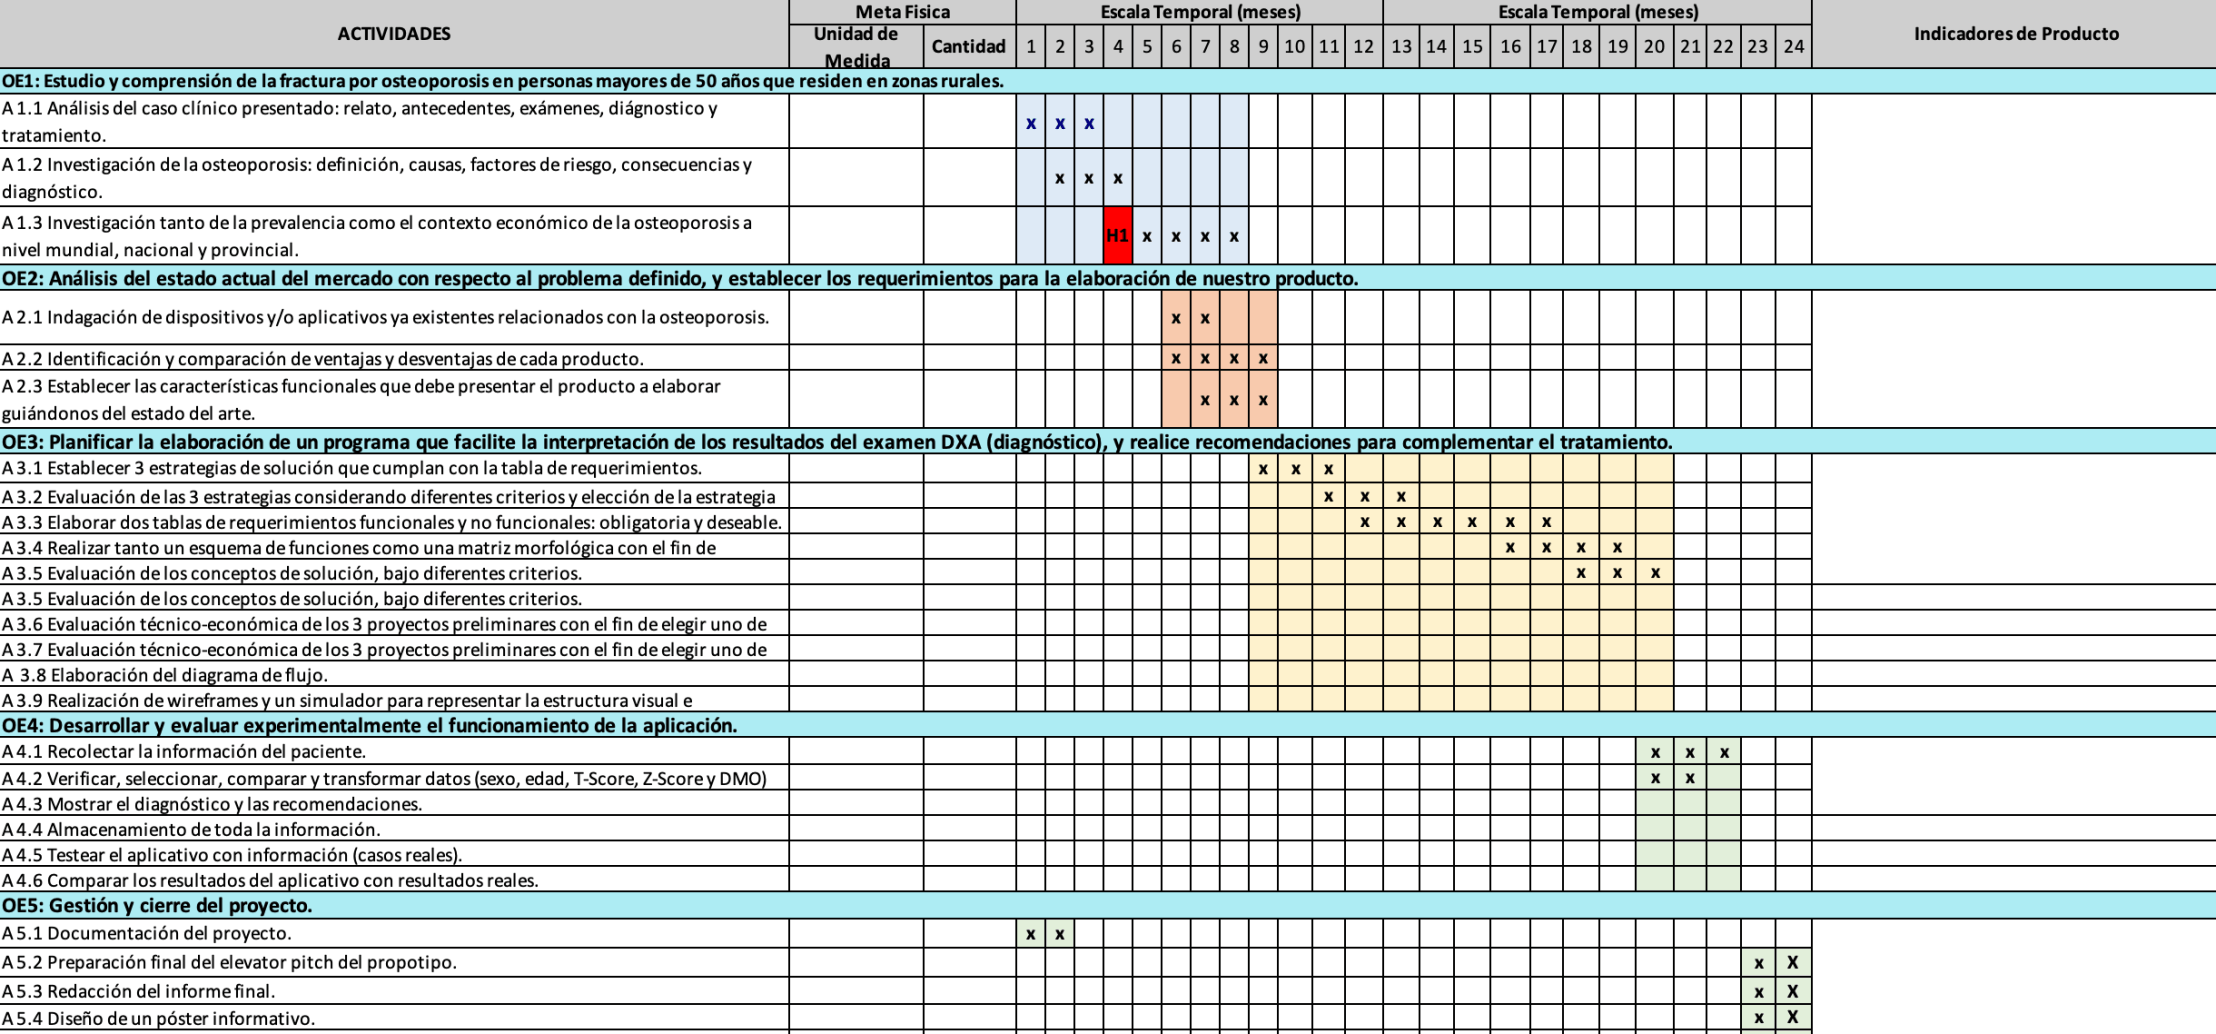 ACTIVIDADES
Meta Fisica
Escala Temporal (meses)
Escala Temporal (meses)
Indicadores de Producto
Unidad de
Medida
Cantidad
1 2 3 4 5 6 7 8 9 10 11 12 13 14 15 16 17 18 19 20 21 22 23 24
OE1: Estudio y comprensión de la fractura por osteoporosis en personas mayores de 50 años que residen en zonas rurales.
A 1.1 Análisis del caso clínico presentado: relato, antecedentes, exámenes, diágnostico y
tratamiento.
x x x
A 1.2 Investigación de la osteoporosis: definición, causas, factores de riesgo, consecuencias y
diagnóstico.
x x x
A 1.3 Investigación tanto de la prevalencia como el contexto económico de la osteoporosis a
nivel mundial, nacional y provincial.
H1 x x x x
OE2: Análisis del estado actual del mercado con respecto al problema definido, y establecer los requerimientos para la elaboración de nuestro producto.
A 2.1 Indagación de dispositivos y/o aplicativos ya existentes relacionados con la osteoporosis.
x x
A 2.2 Identificación y comparación de ventajas y desventajas de cada producto.
x x x x
A 2.3 Establecer las características funcionales que debe presentar el producto a elaborar
guiándonos del estado del arte.
x x x
OE3: Planificar la elaboración de un programa que facilite la interpretación de los resultados del examen DXA (diagnóstico), y realice recomendaciones para complementar el tratamiento.
A 3.1 Establecer 3 estrategias de solución que cumplan con la tabla de requerimientos.
x x x
A 3.2 Evaluación de las 3 estrategias considerando diferentes criterios y elección de la estrategia
x x x
A 3.3 Elaborar dos tablas de requerimientos funcionales y no funcionales: obligatoria y deseable.
x x x x x x
A 3.4 Realizar tanto un esquema de funciones como una matriz morfológica con el fin de
x x x x
A 3.5 Evaluación de los conceptos de solución, bajo diferentes criterios.
x x x
A 3.5 Evaluación de los conceptos de solución, bajo diferentes criterios.
A 3.6 Evaluación técnico-económica de los 3 proyectos preliminares con el fin de elegir uno de
A 3.7 Evaluación técnico-económica de los 3 proyectos preliminares con el fin de elegir uno de
A 3.8 Elaboración del diagrama de flujo.
A 3.9 Realización de wireframes y un simulador para representar la estructura visual e
OE4: Desarrollar y evaluar experimentalmente el funcionamiento de la aplicación.
A 4.1 Recolectar la información del paciente.
x x x
A 4.2 Verificar, seleccionar, comparar y transformar datos (sexo, edad, T-Score, Z-Score y DMO)
x x
A 4.3 Mostrar el diagnóstico y las recomendaciones.
A 4.4 Almacenamiento de toda la información.
A 4.5 Testear el aplicativo con información (casos reales).
A 4.6 Comparar los resultados del aplicativo con resultados reales.
OE5: Gestión y cierre del proyecto.
A 5.1 Documentación del proyecto.
x x
A 5.2 Preparación final del elevator pitch del propotipo.
x X
A 5.3 Redacción del informe final.
x X
A 5.4 Diseño de un póster informativo.
x X